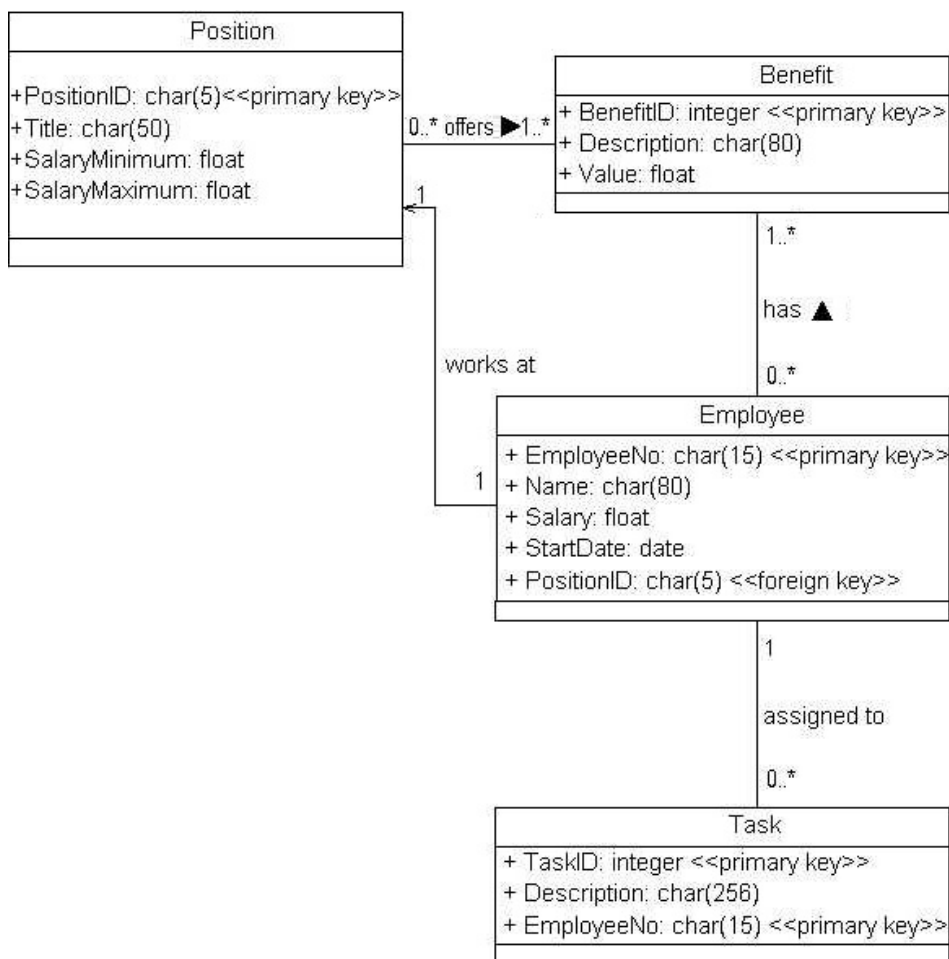 Position
+PositionID: char(5)<<primary key>>
+Title: char(50)
+SalaryMinimum: float
+SalaryMaximum: float
0..* offers ▶1..*
Benefit
+ BenefitID: integer <<primary key>>
+ Description: char(80)
+ Value: float
1
1..*
has ▲
0..*
works at
1
Employee
+ EmployeeNo: char(15) <<primary key>>
+ Name: char(80)
+ Salary: float
+ StartDate: date
+ PositionID: char(5) <<foreign key>>
1
assigned to
0..*
Task
+ TaskID: integer <<primary key>>
+ Description: char(256)
+ EmployeeNo: char(15) <<primary key>>